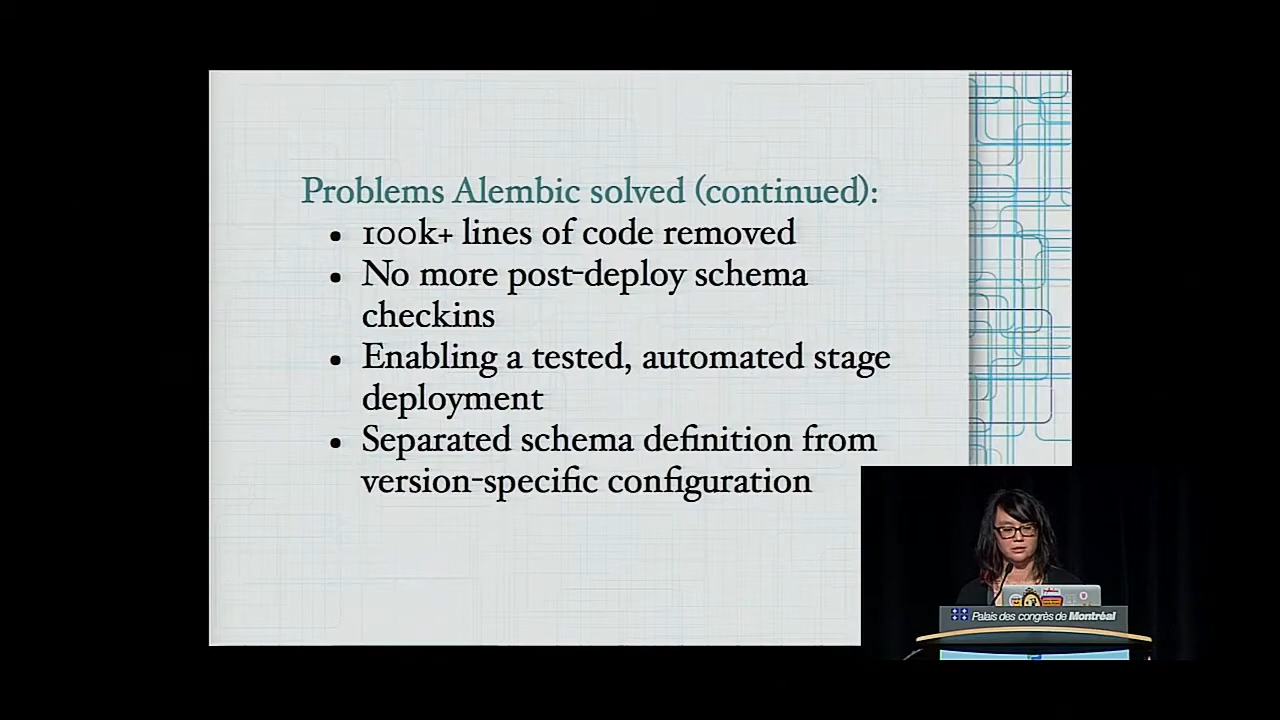 Problems Alembic solved (continued):
• 100k+ lines of code removed
• No more post-deploy schema
checkins
• Enabling a tested, automated stage
deployment
• Separated schema definition from
version-specific configuration
Palais des congrès de Montréal